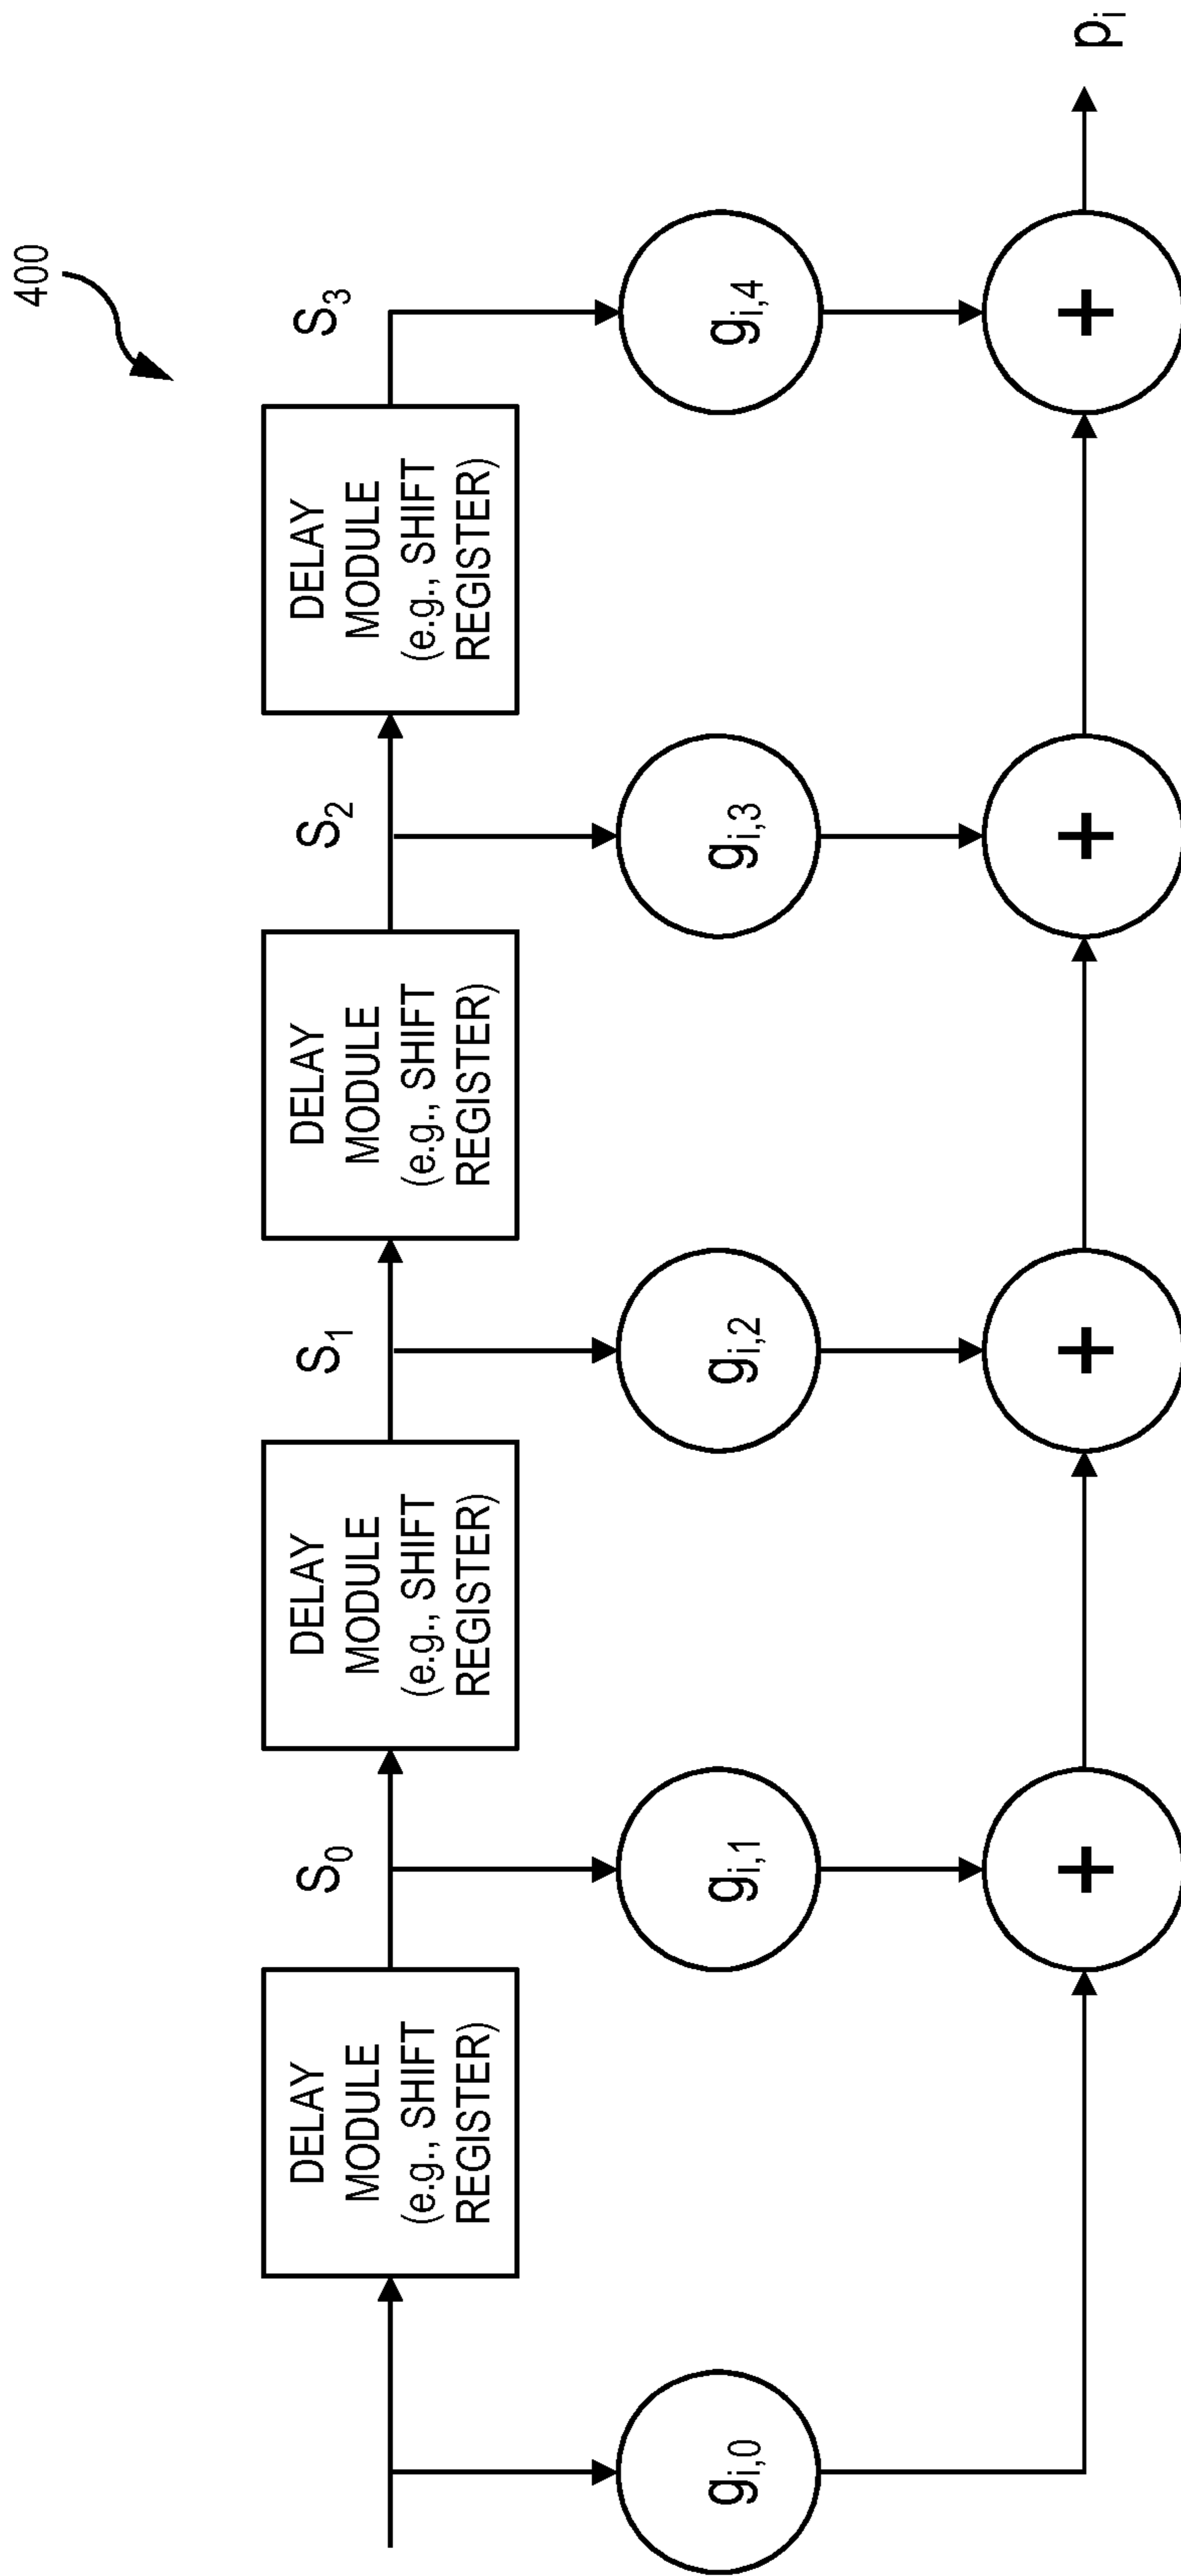 400
S0
S1
S2
S3
DELAY
MODULE
(e.g., SHIFT
REGISTER)
DELAY
MODULE
(e.g., SHIFT
REGISTER)
DELAY
MODULE
(e.g., SHIFT
REGISTER)
DELAY
MODULE
(e.g., SHIFT
REGISTER)
gi,0
gi,1
gi,2
gi,3
gi,4
+
+
+
+
pi